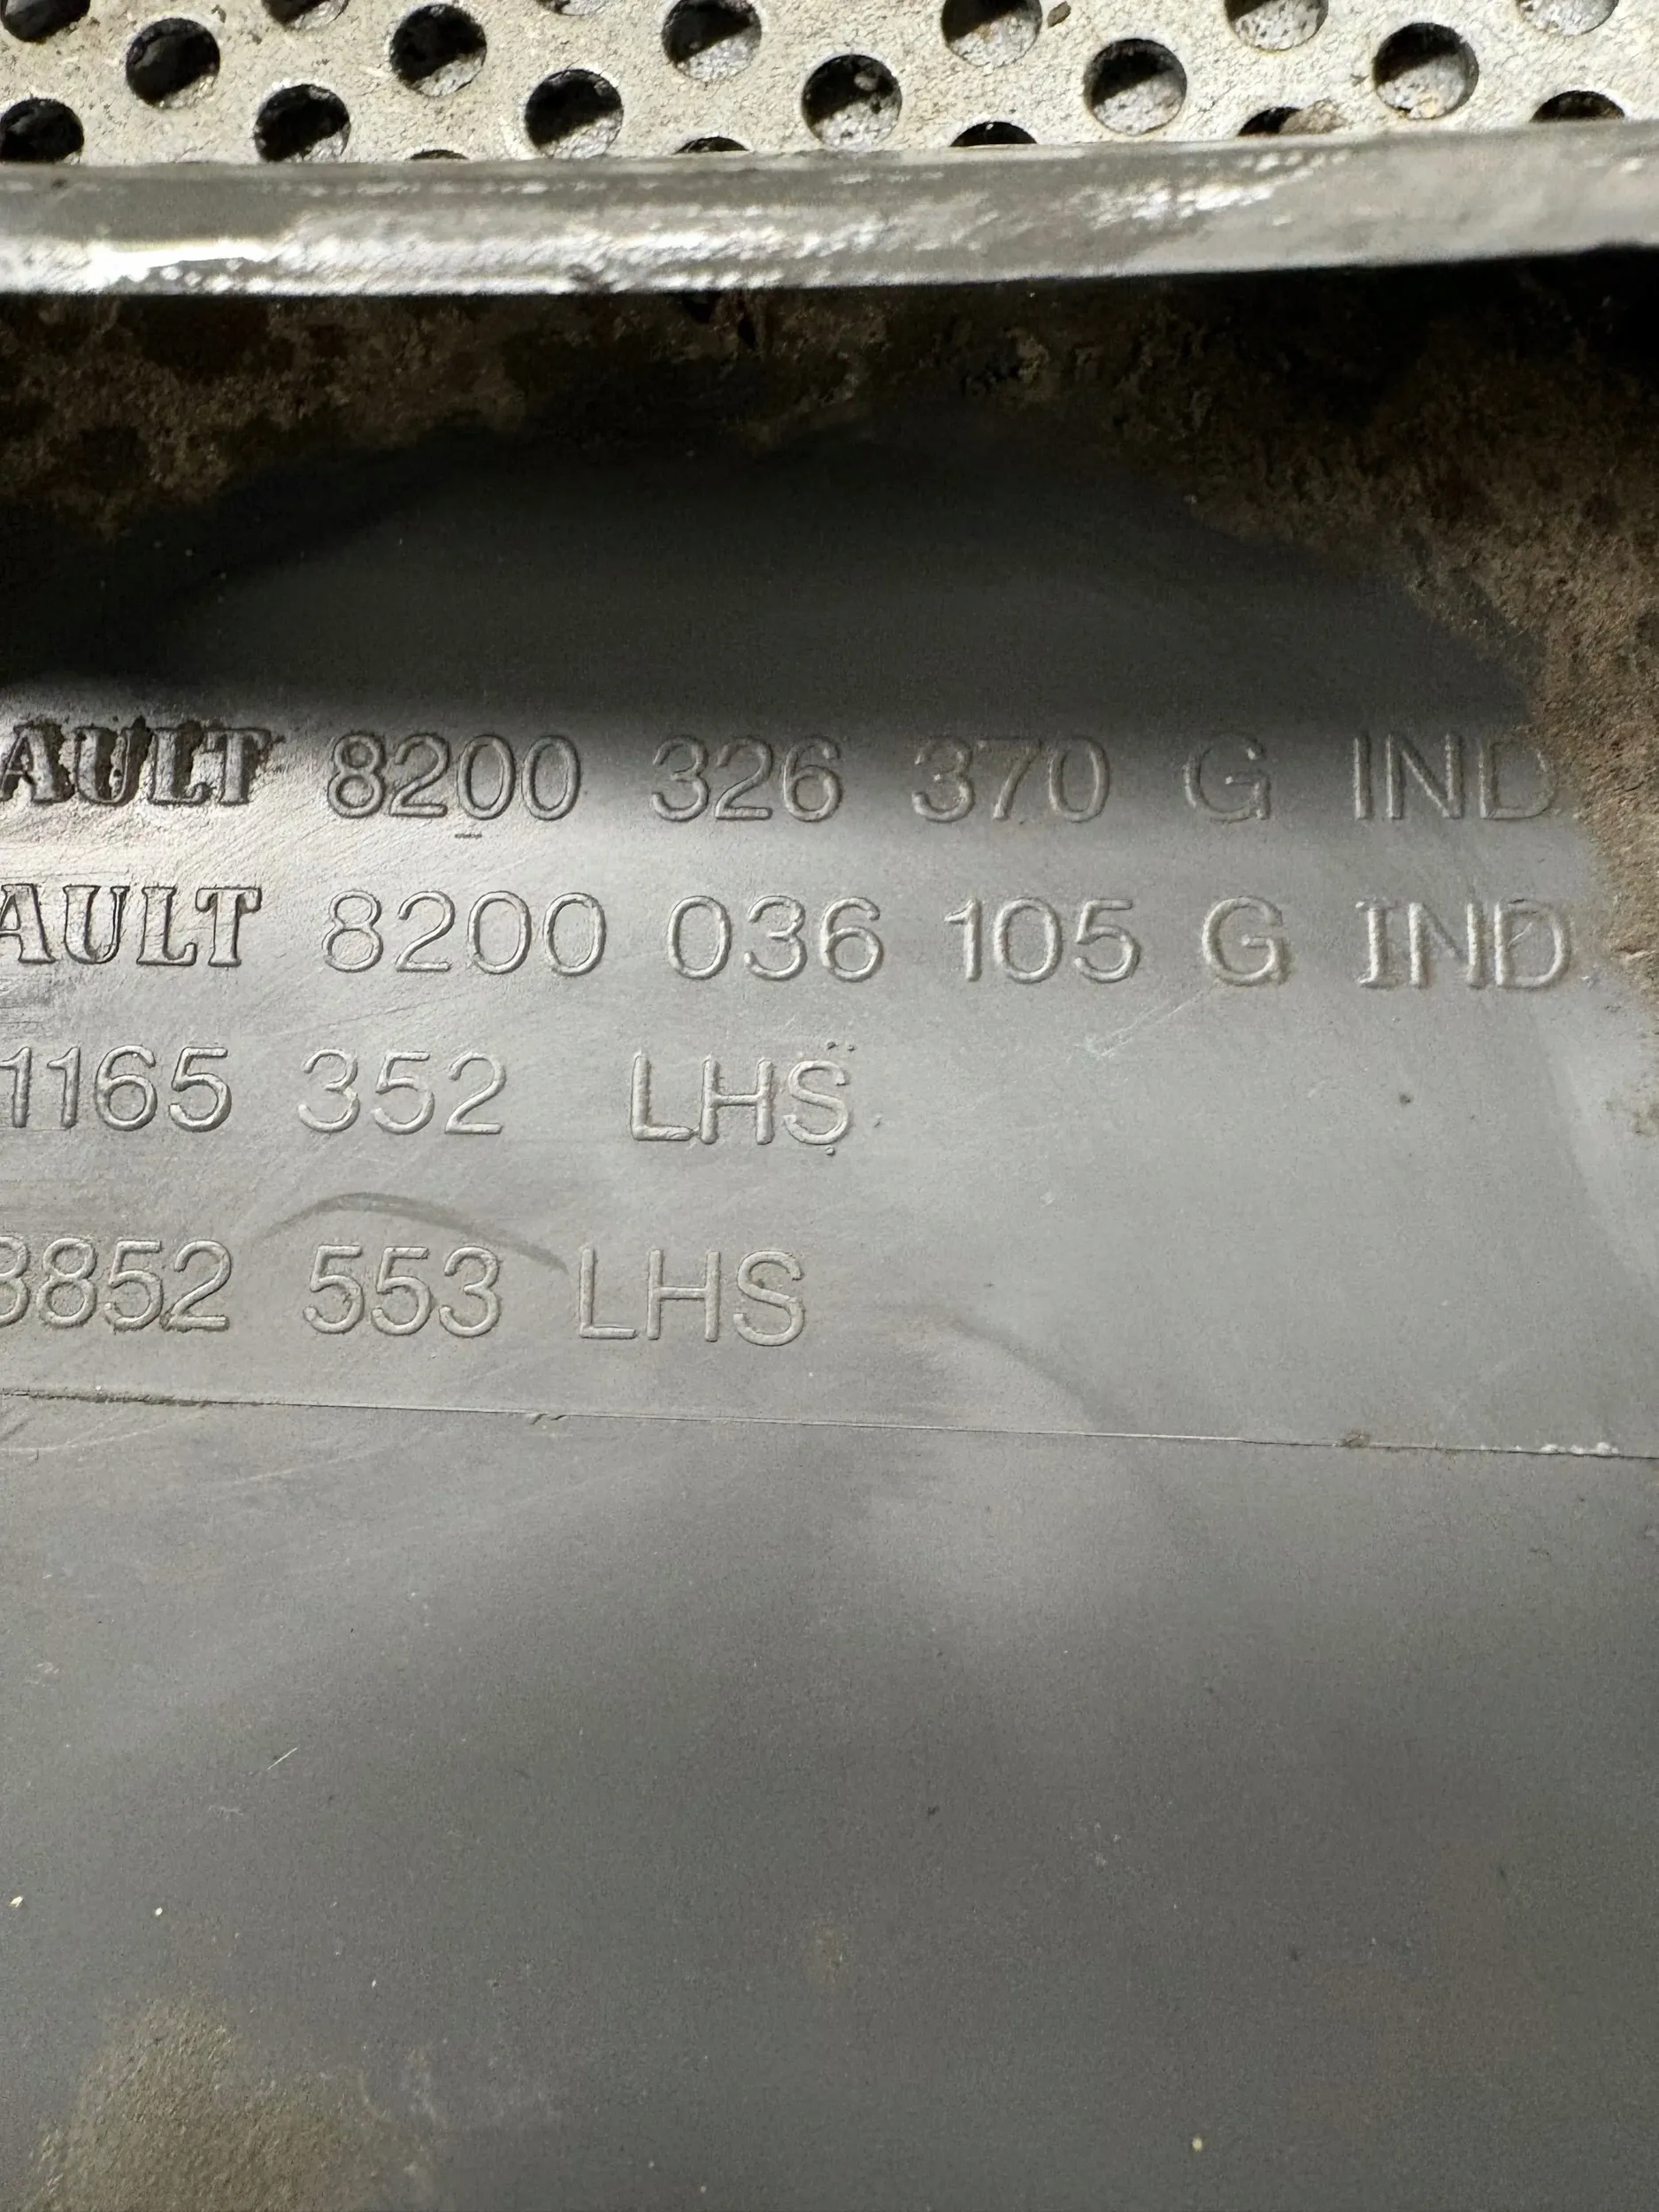 AULT 8200 326 370 G IND
AULT 8200 036 105 G IND
1165 352 LHS
3852 553 LHS